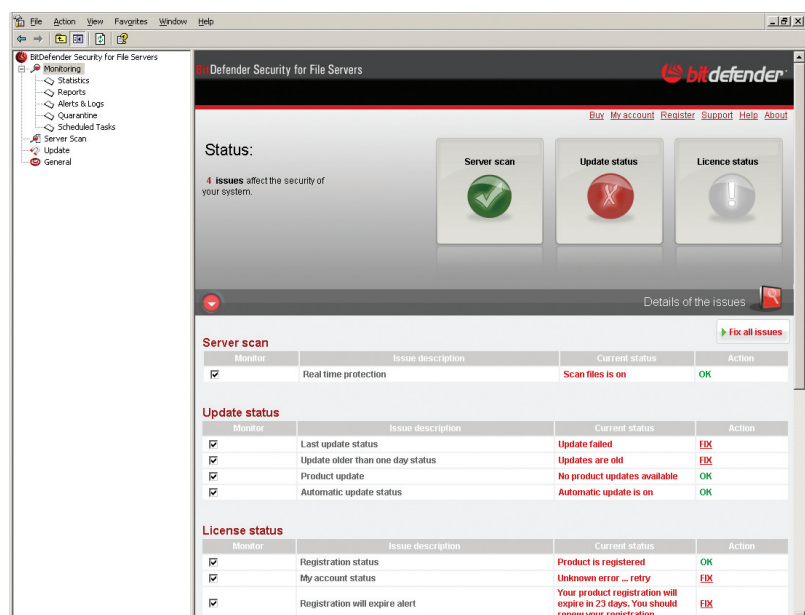 File Action View Favorites Window Help
BitDefender Security for File Servers
Monitoring
Statistics
Reports
Alerts & Logs
Quarantine
Scheduled Tasks
Server Scan
Update
General
BitDefender Security for File Servers
bitdefender
Buy My account Register Support Help About
Status:
4 issues affect the security of
your system.
Server scan Update status Licence status
Details of the issues
Fix all issues
Server scan
Monitor Issue description Current status Action
Real time protection Scan files is on OK
Update status
Monitor Issue description Current status Action
Last update status Update failed FIX
Update older than one day status Updates are old FIX
Product update No product updates available OK
Automatic update status Automatic update is on OK
License status
Monitor Issue description Current status Action
Registration status Product is registered OK
My account status Unknown error ... retry FIX
Registration will expire alert Your product registration will
expire in 23 days. You should FIX
renew your registration